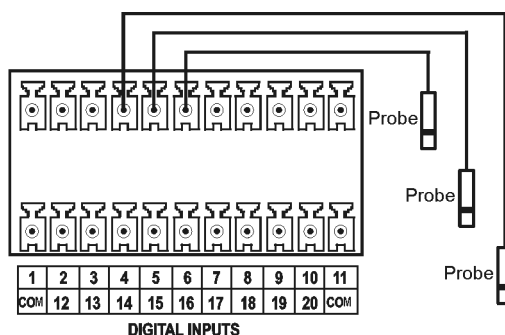 Probe
Probe
Probe
1 2 3 4 5 6 7 8 9 10 11
COM 12 13 14 15 16 17 18 19 20 COM
DIGITAL INPUTS